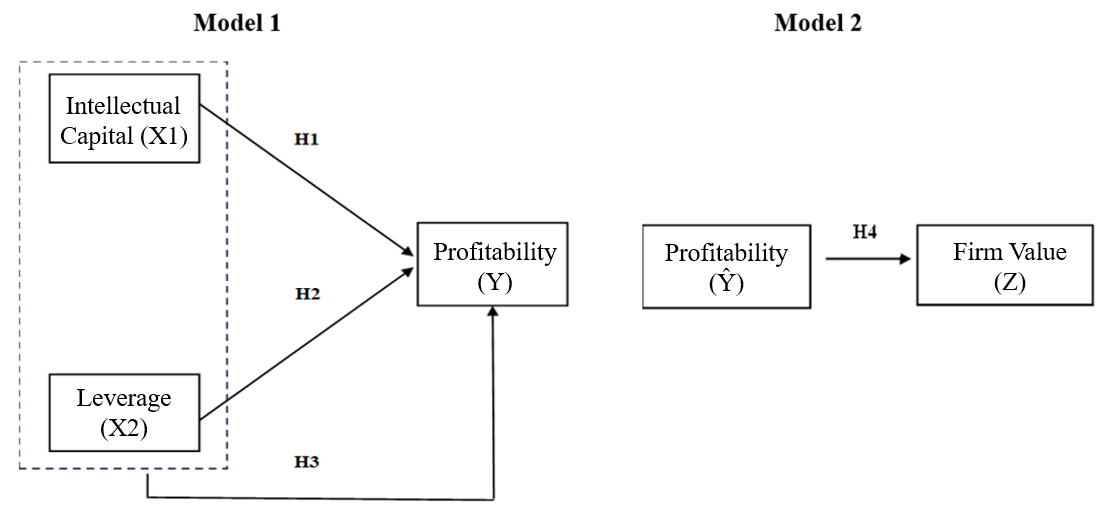 Model 1
Model 2
Intellectual
Capital (X1)
H1
Profitability
(Y)
Profitability
(Ŷ)
H4
Firm Value
(Z)
H2
Leverage
(X2)
H3